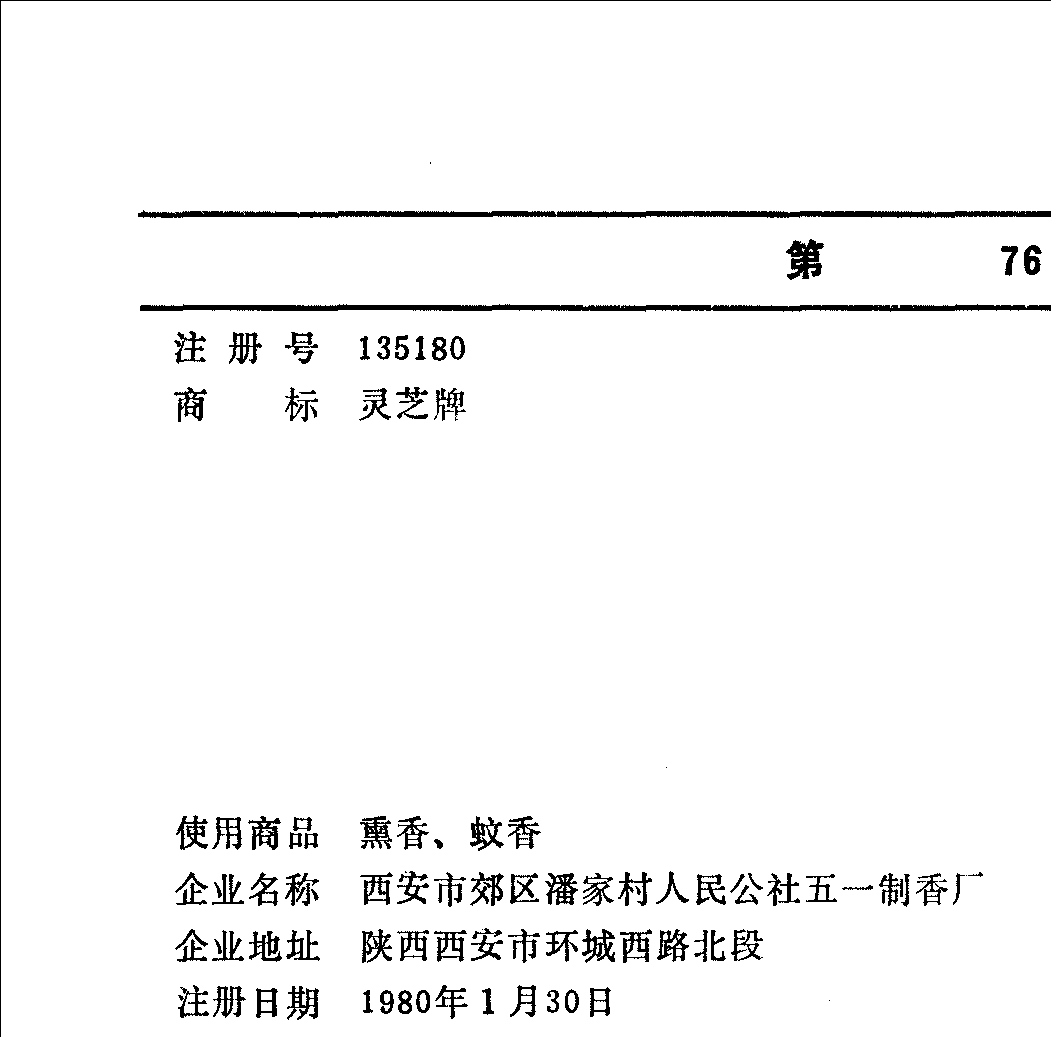 第 76
注册号 135180
商标 灵芝牌
使用商品 熏香、蚊香
企业名称 西安市郊区潘家村人民公社五一制香厂
企业地址 陕西西安市环城西路北段
注册日期 1980年1月30日